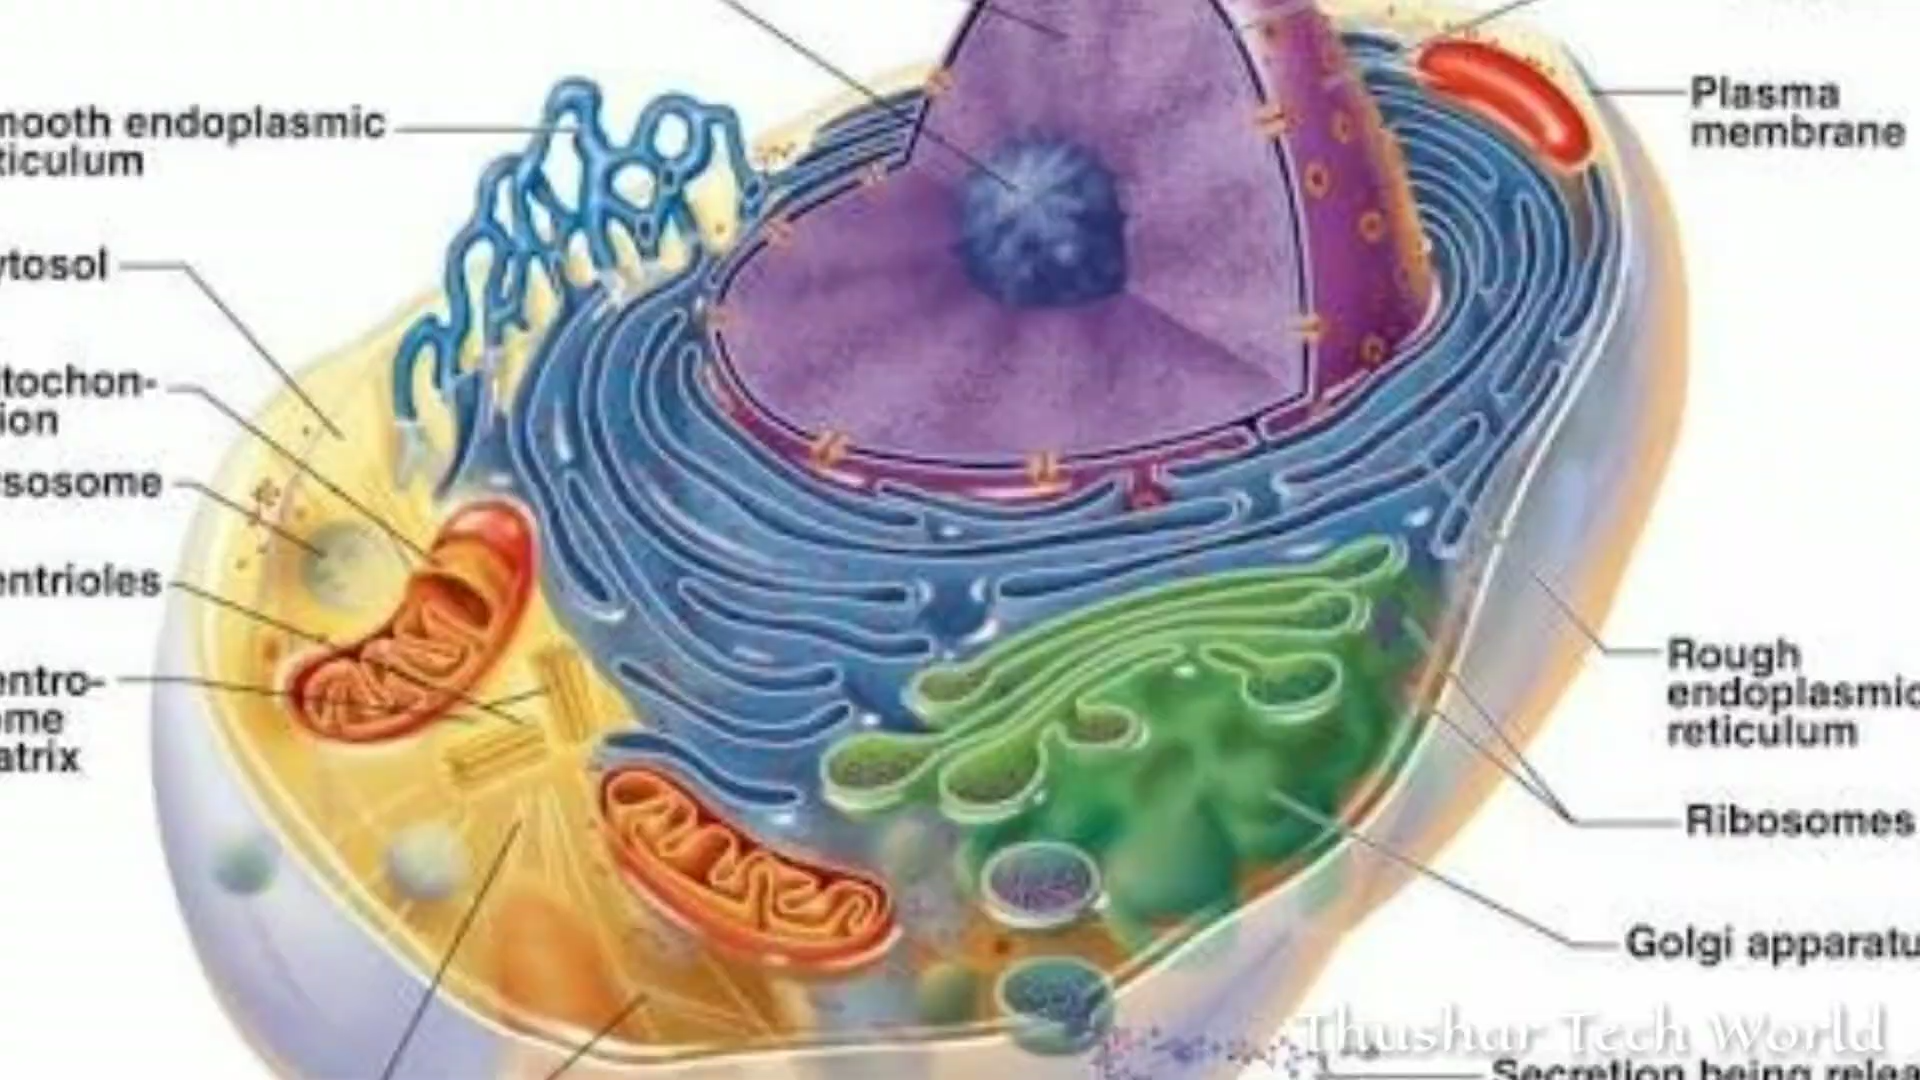 mooth endoplasmic
ticulum
ytosol
tochon-
ion
sosome
entrioles
entro-
ome
atrix
Plasma
membrane
Rough
endoplasmic
reticulum
Ribosomes
Golgi apparatu
Thushar Tech World
Secretion being relea